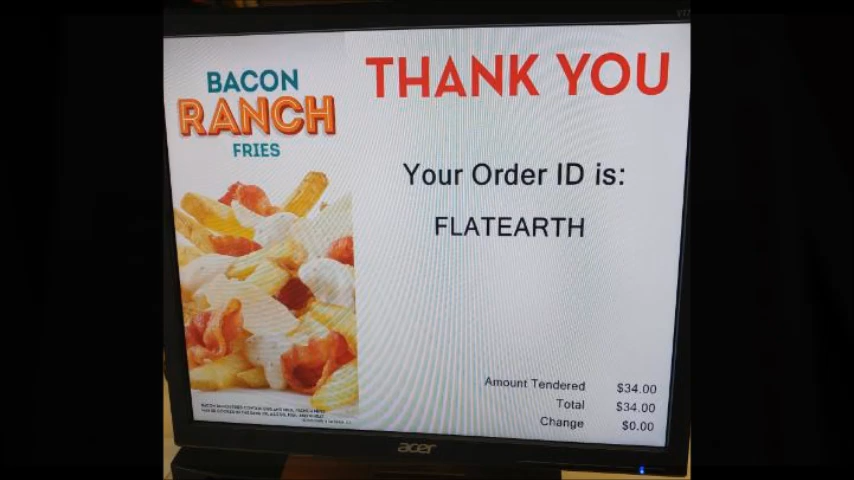 BACON
RANCH
FRIES
THANK YOU
Your Order ID is:
FLATEARTH
Amount Tendered $34.00
Total $34.00
Change $0.00
acer